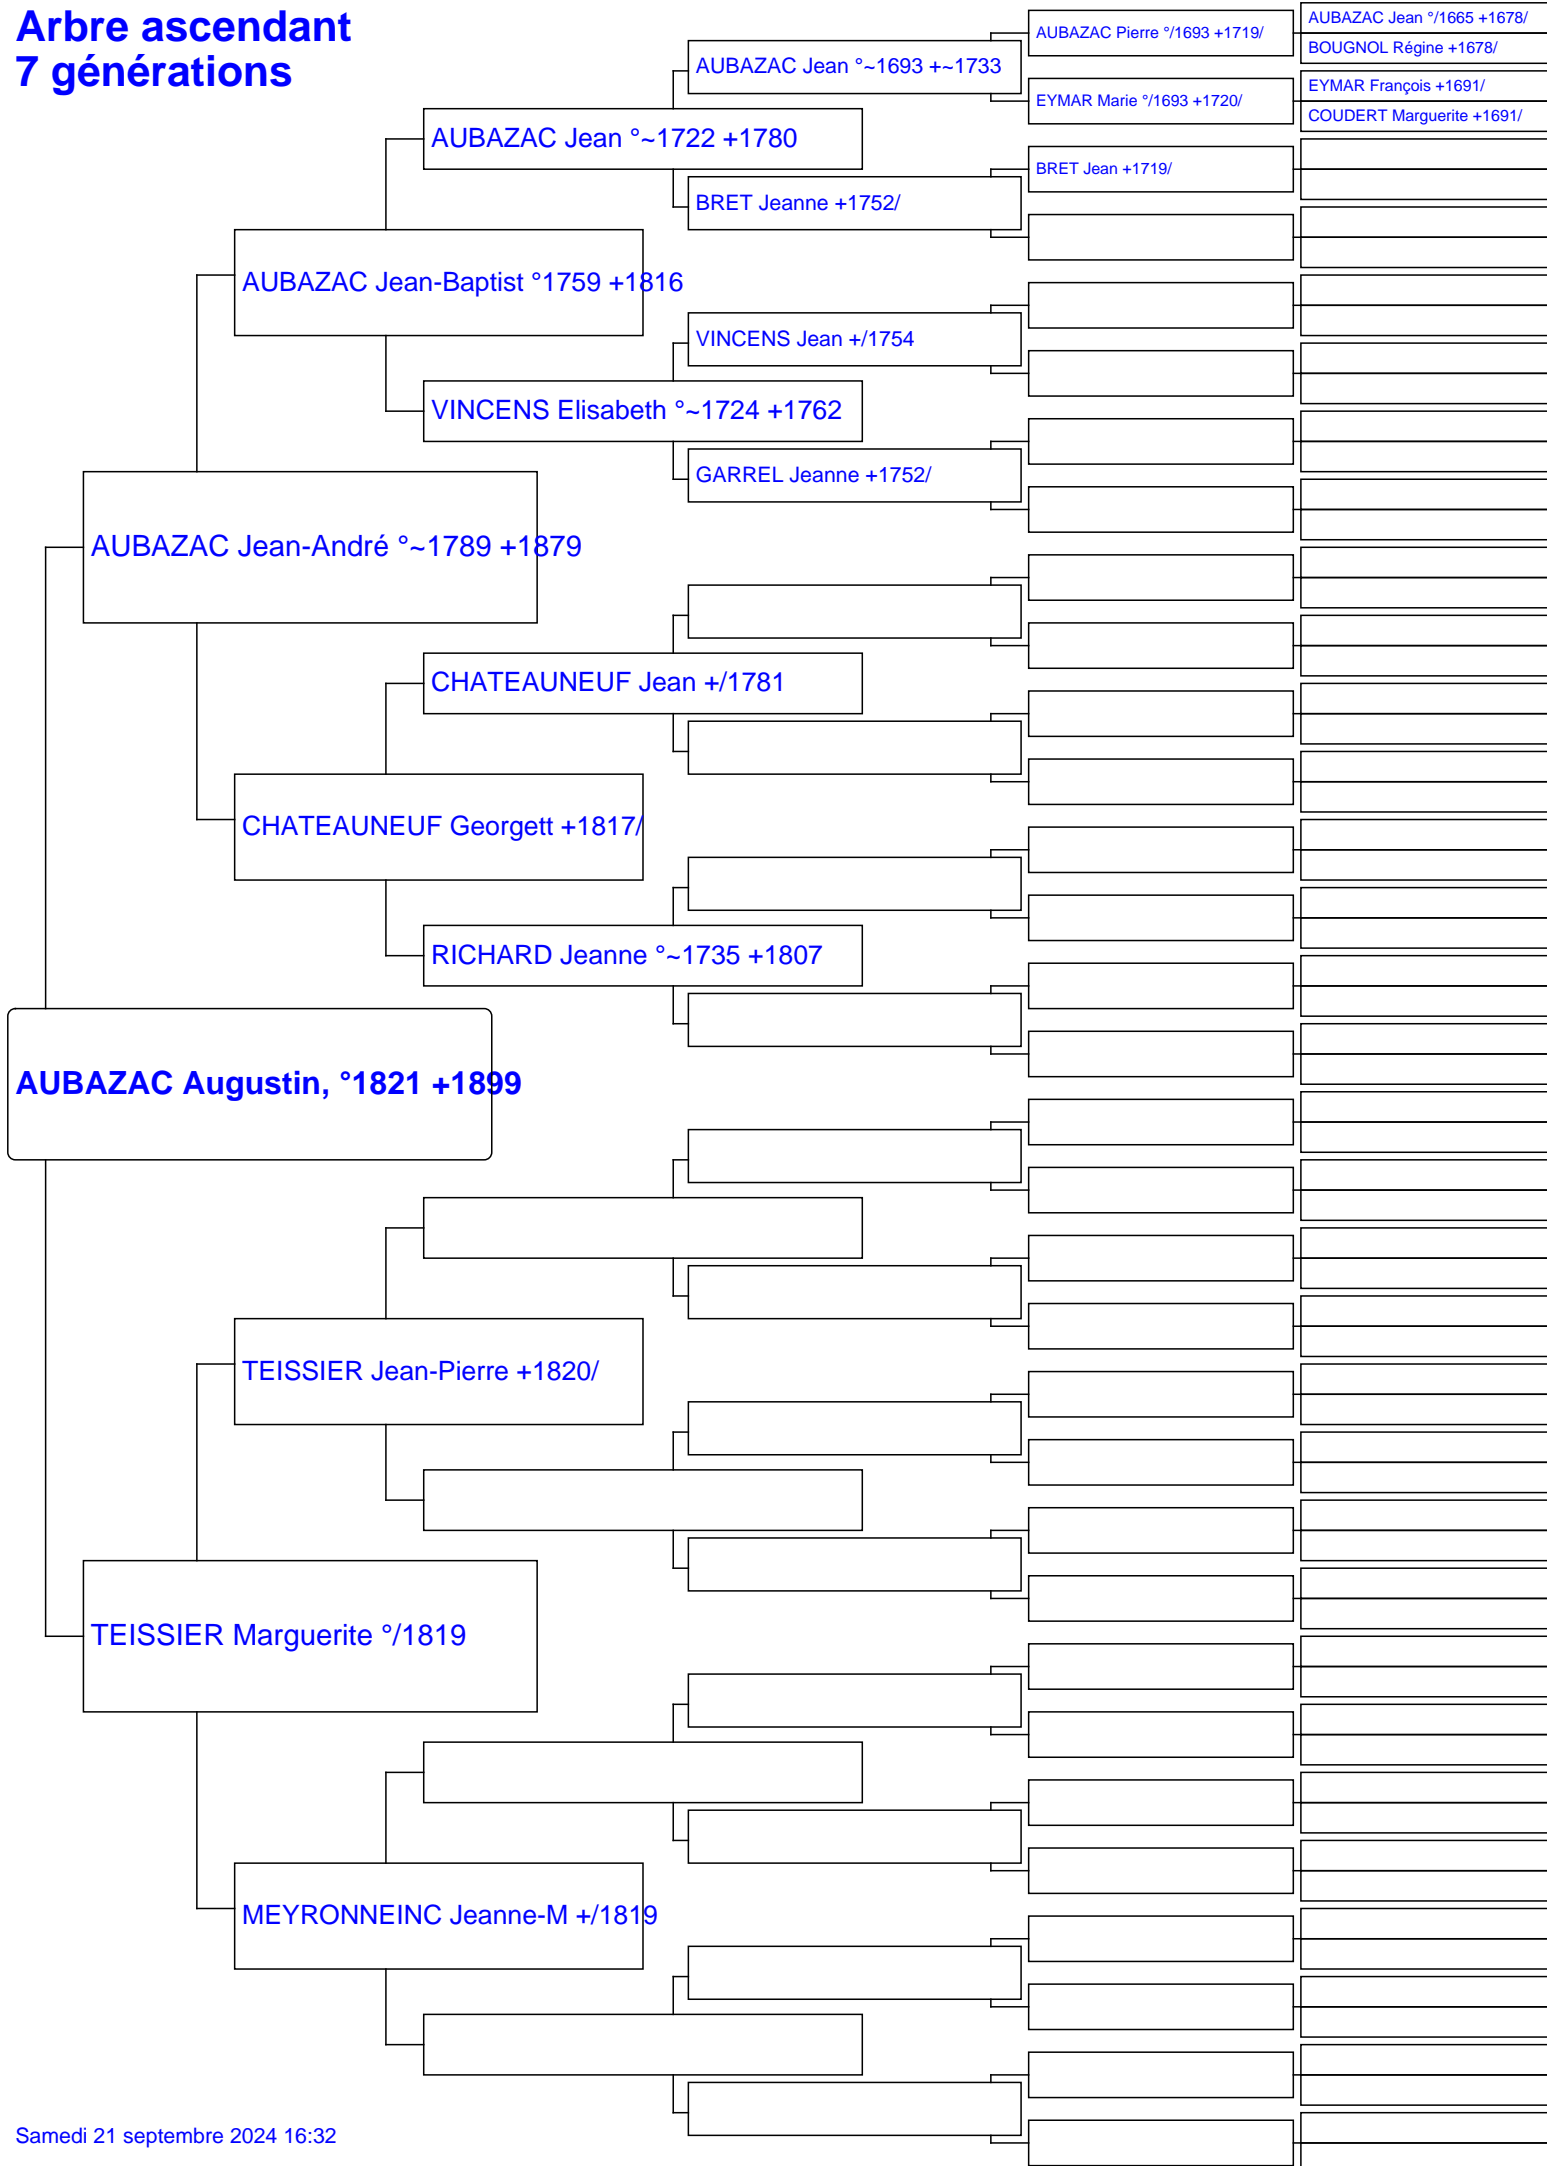 Arbre ascendant
7 générations
AUBAZAC Jean °/1665 +1678/
AUBAZAC Pierre °/1693 +1719/
BOUGNOL Régine +1678/
AUBAZAC Jean °~1693 +~1733
EYMAR François +1691/
EYMAR Marie °/1693 +1720/
COUDERT Marguerite +1691/
AUBAZAC Jean °~1722 +1780
BRET Jean +1719/
BRET Jeanne +1752/
AUBAZAC Jean-Baptist °1759 +1816
VINCENS Jean +/1754
VINCENS Elisabeth °~1724 +1762
GARREL Jeanne +1752/
AUBAZAC Jean-André °~1789 +1879
CHATEAUNEUF Jean +/1781
CHATEAUNEUF Georgett +1817/
RICHARD Jeanne °~1735 +1807
AUBAZAC Augustin, °1821 +1899
TEISSIER Jean-Pierre +1820/
TEISSIER Marguerite °/1819
MEYRONNEINC Jeanne-M +/1819
Samedi 21 septembre 2024 16:32